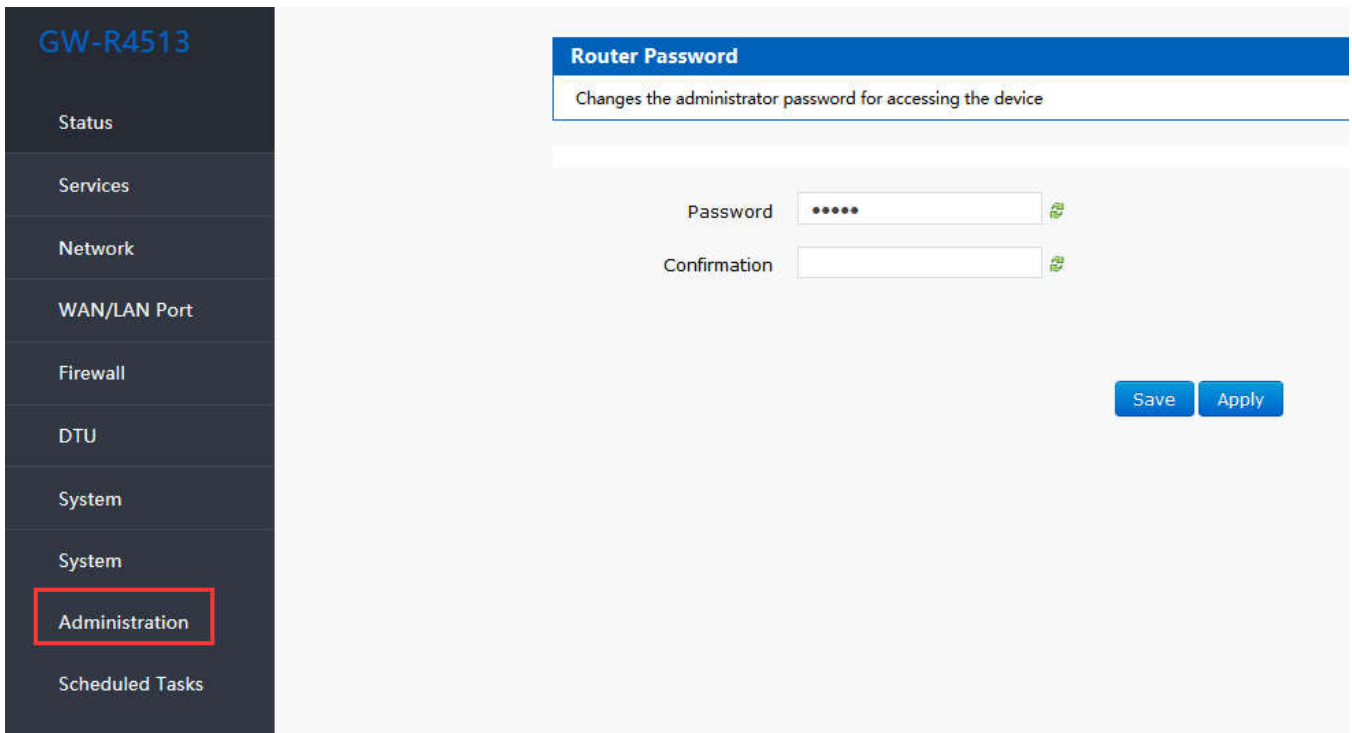 GW-R4513
Status
Services
Network
WAN/LAN Port
Firewall
DTU
System
System
Administration
Scheduled Tasks
Router Password
Changes the administrator password for accessing the device
Password •••••
Confirmation
Save Apply